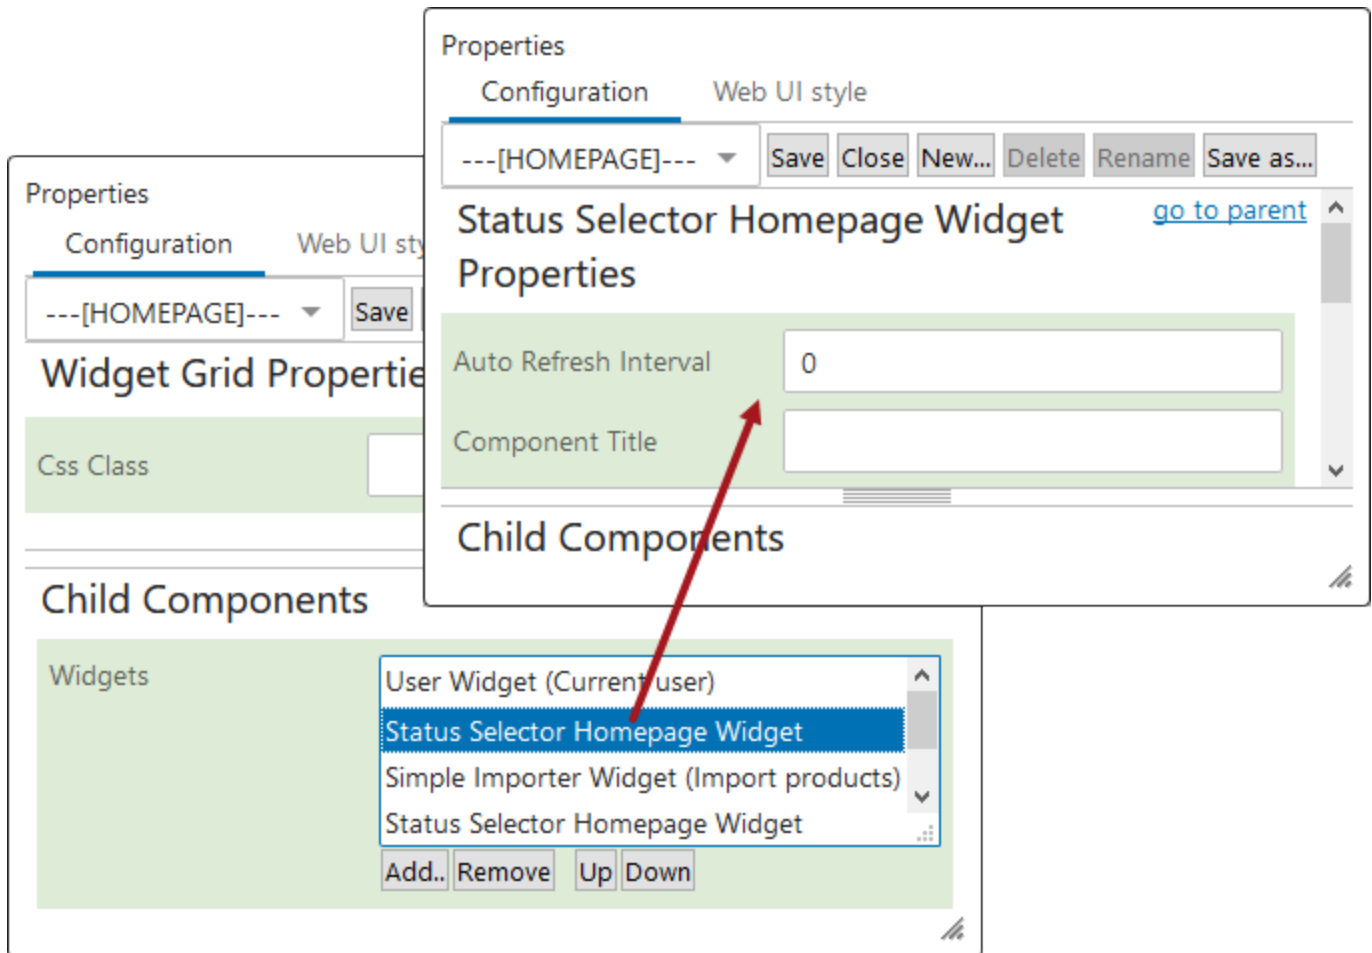 Properties
Configuration Web UI style
---[HOMEPAGE]--- Save Close New... Delete Rename Save as...
Status Selector Homepage Widget
Properties
go to parent
Auto Refresh Interval 0
Component Title
Child Components
Properties
Configuration Web UI sty
---[HOMEPAGE]--- Save
Widget Grid Propertie
Css Class
Child Components
Widgets
User Widget (Current user)
Status Selector Homepage Widget
Simple Importer Widget (Import products)
Status Selector Homepage Widget
Add.. Remove Up Down